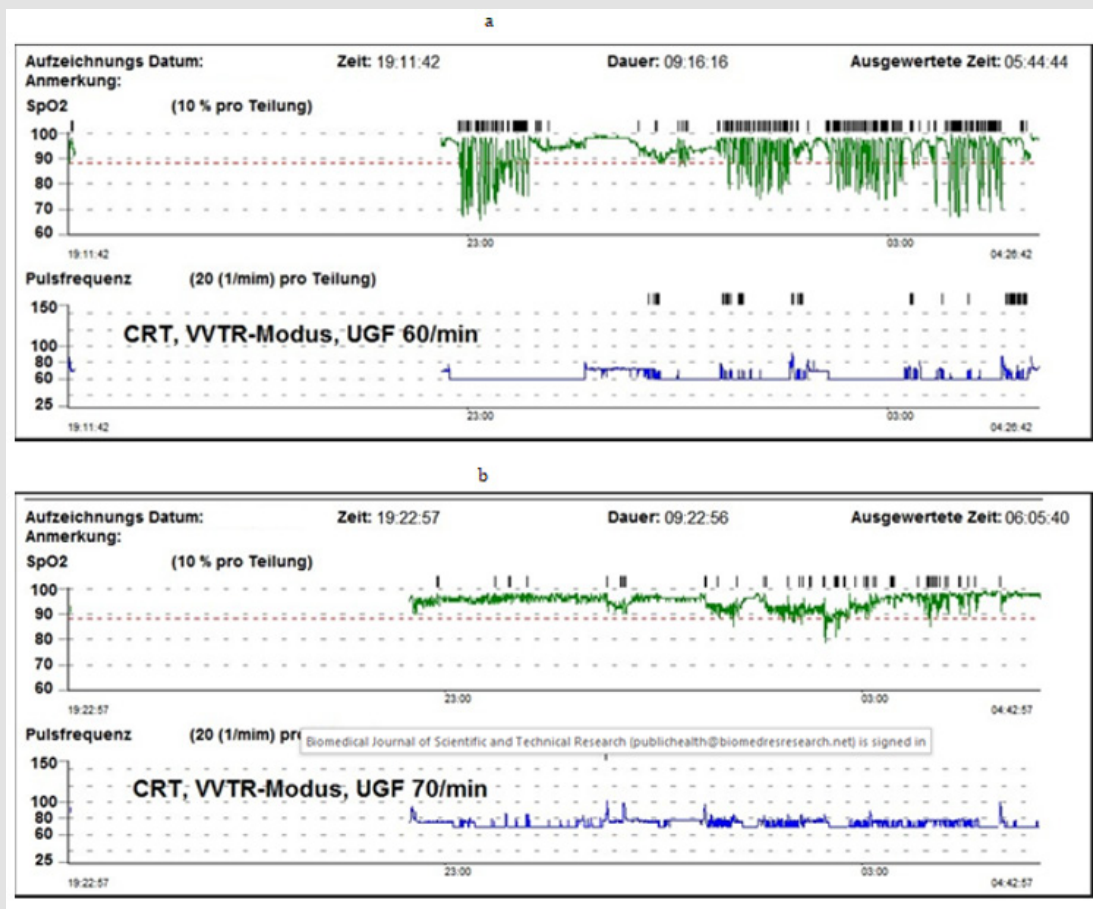 a
Aufzeichnungs Datum: Zeit: 19:11:42 Dauer: 09:16:16 Ausgewertete Zeit: 05:44:44
Anmerkung:
SpO2 (10 % pro Teilung)
100
90
80
70
60
23:00 03:00
19:11:42 04:26:42
Pulsfrequenz (20 (1/mim) pro Teilung)
150
CRT, VVTR-Modus, UGF 60/min
100
80
60
25
23:00 03:00
19:11:42 04:26:42
b
Aufzeichnungs Datum: Zeit: 19:22:57 Dauer: 09:22:56 Ausgewertete Zeit: 06:05:40
Anmerkung:
SpO2 (10 % pro Teilung)
100
90
80
70
60
23:00 03:00
19:22:57 04:42:57
Pulsfrequenz (20 (1/mim) pro
Biomedical Journal of Scientific and Technical Research (publichealth@biomedresresearch.net) is signed in
150
CRT, VVTR-Modus, UGF 70/min
100
80
60
25
23:00 03:00
19:22:57 04:42:57